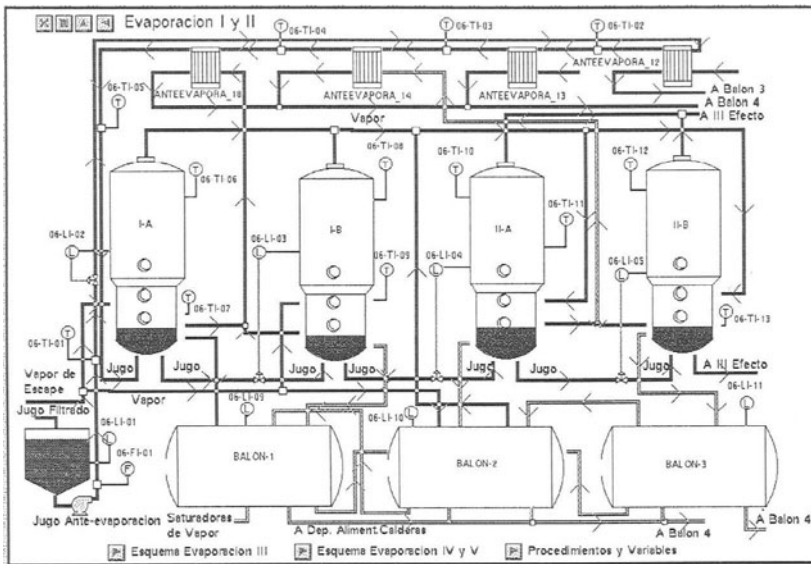 Evaporacion I y II
06-TI-04
06-TI-03
06-TI-02
06-TI-05
ANTEEVAPORA_12
ANTEEVAPORA_14
ANTEEVAPORA_13
A Balon 3
A Balon 4
A III Efecto
Vapor
06-TI-06
06-TI-08
06-TI-10
06-TI-12
I-A
I-B
II-A
II-B
06-TI-11
06-LI-02
06-LI-03
06-TI-09
06-LI-04
06-LI-05
06-TI-07
06-TI-13
06-TI-01
Jugo
Jugo
Jugo
Jugo
Jugo
Jugo
Jugo
A III Efecto
Vapor de Escape
Vapor
Jugo Filtrado
06-LI-01
06-LI-09
06-LI-10
06-LI-11
06-FI-01
BALON-1
BALON-2
BALON-3
Jugo Ante-evaporacion
Saturadoras de Vapor
A Dep. Aliment.Calderas
A Balon 4
A Balon 4
Esquema Evaporacion III
Esquema Evaporacion IV y V
Procedimientos y Variables